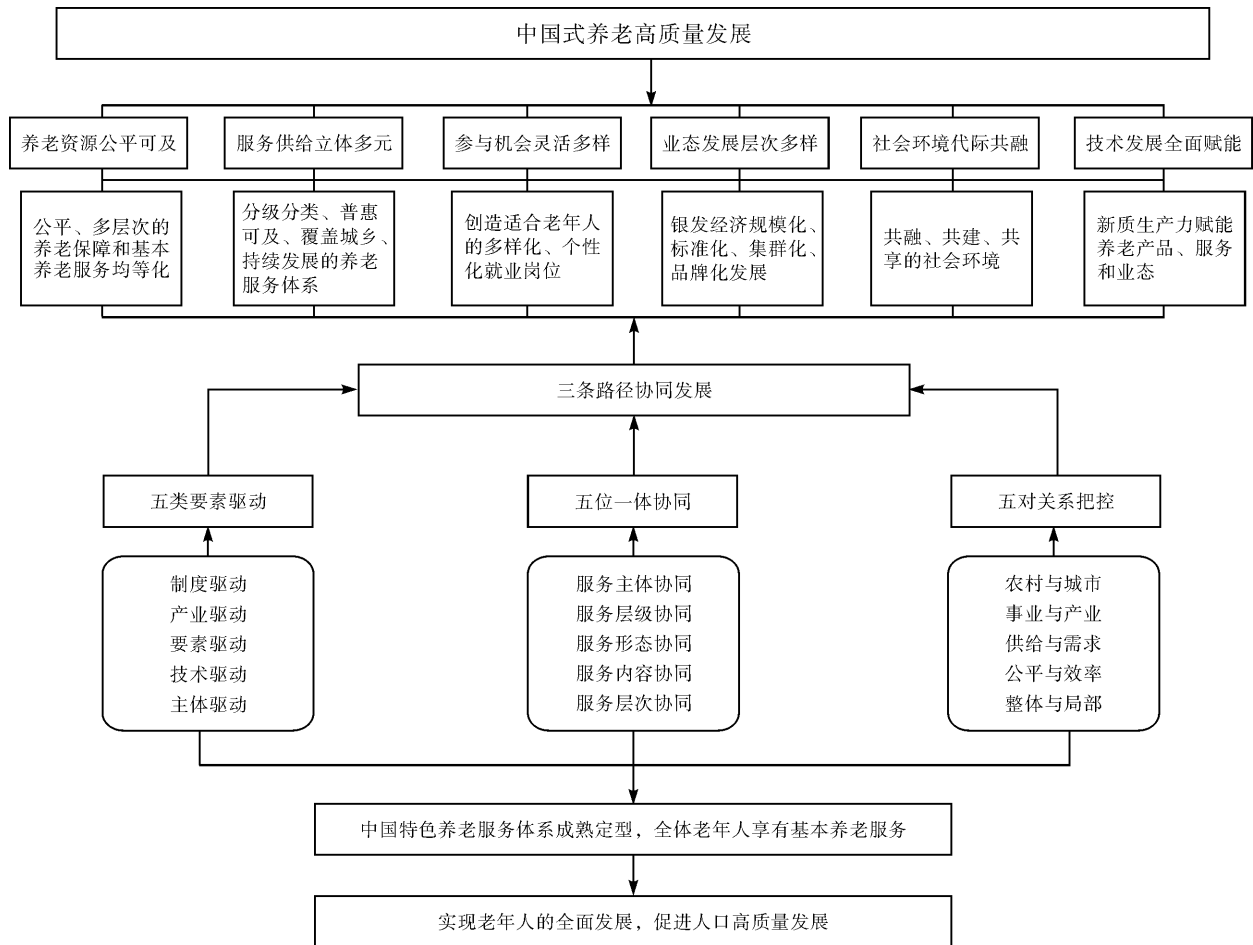 中国式养老高质量发展
养老资源公平可及
服务供给立体多元
参与机会灵活多样
业态发展层次多样
社会环境代际共融
技术发展全面赋能
公平、多层次的
养老保障和基本
养老服务均等化
分级分类、普惠
可及、覆盖城乡、
持续发展的养老
服务体系
创造适合老年人
的多样化、个性
化就业岗位
银发经济规模化、
标准化、集群化、
品牌化发展
共融、共建、共
享的社会环境
新质生产力赋能
养老产品、服务
和业态
三条路径协同发展
五类要素驱动
五位一体协同
五对关系把控
制度驱动
产业驱动
要素驱动
技术驱动
主体驱动
服务主体协同
服务层级协同
服务形态协同
服务内容协同
服务层次协同
农村与城市
事业与产业
供给与需求
公平与效率
整体与局部
中国特色养老服务体系成熟定型，全体老年人享有基本养老服务
实现老年人的全面发展，促进人口高质量发展